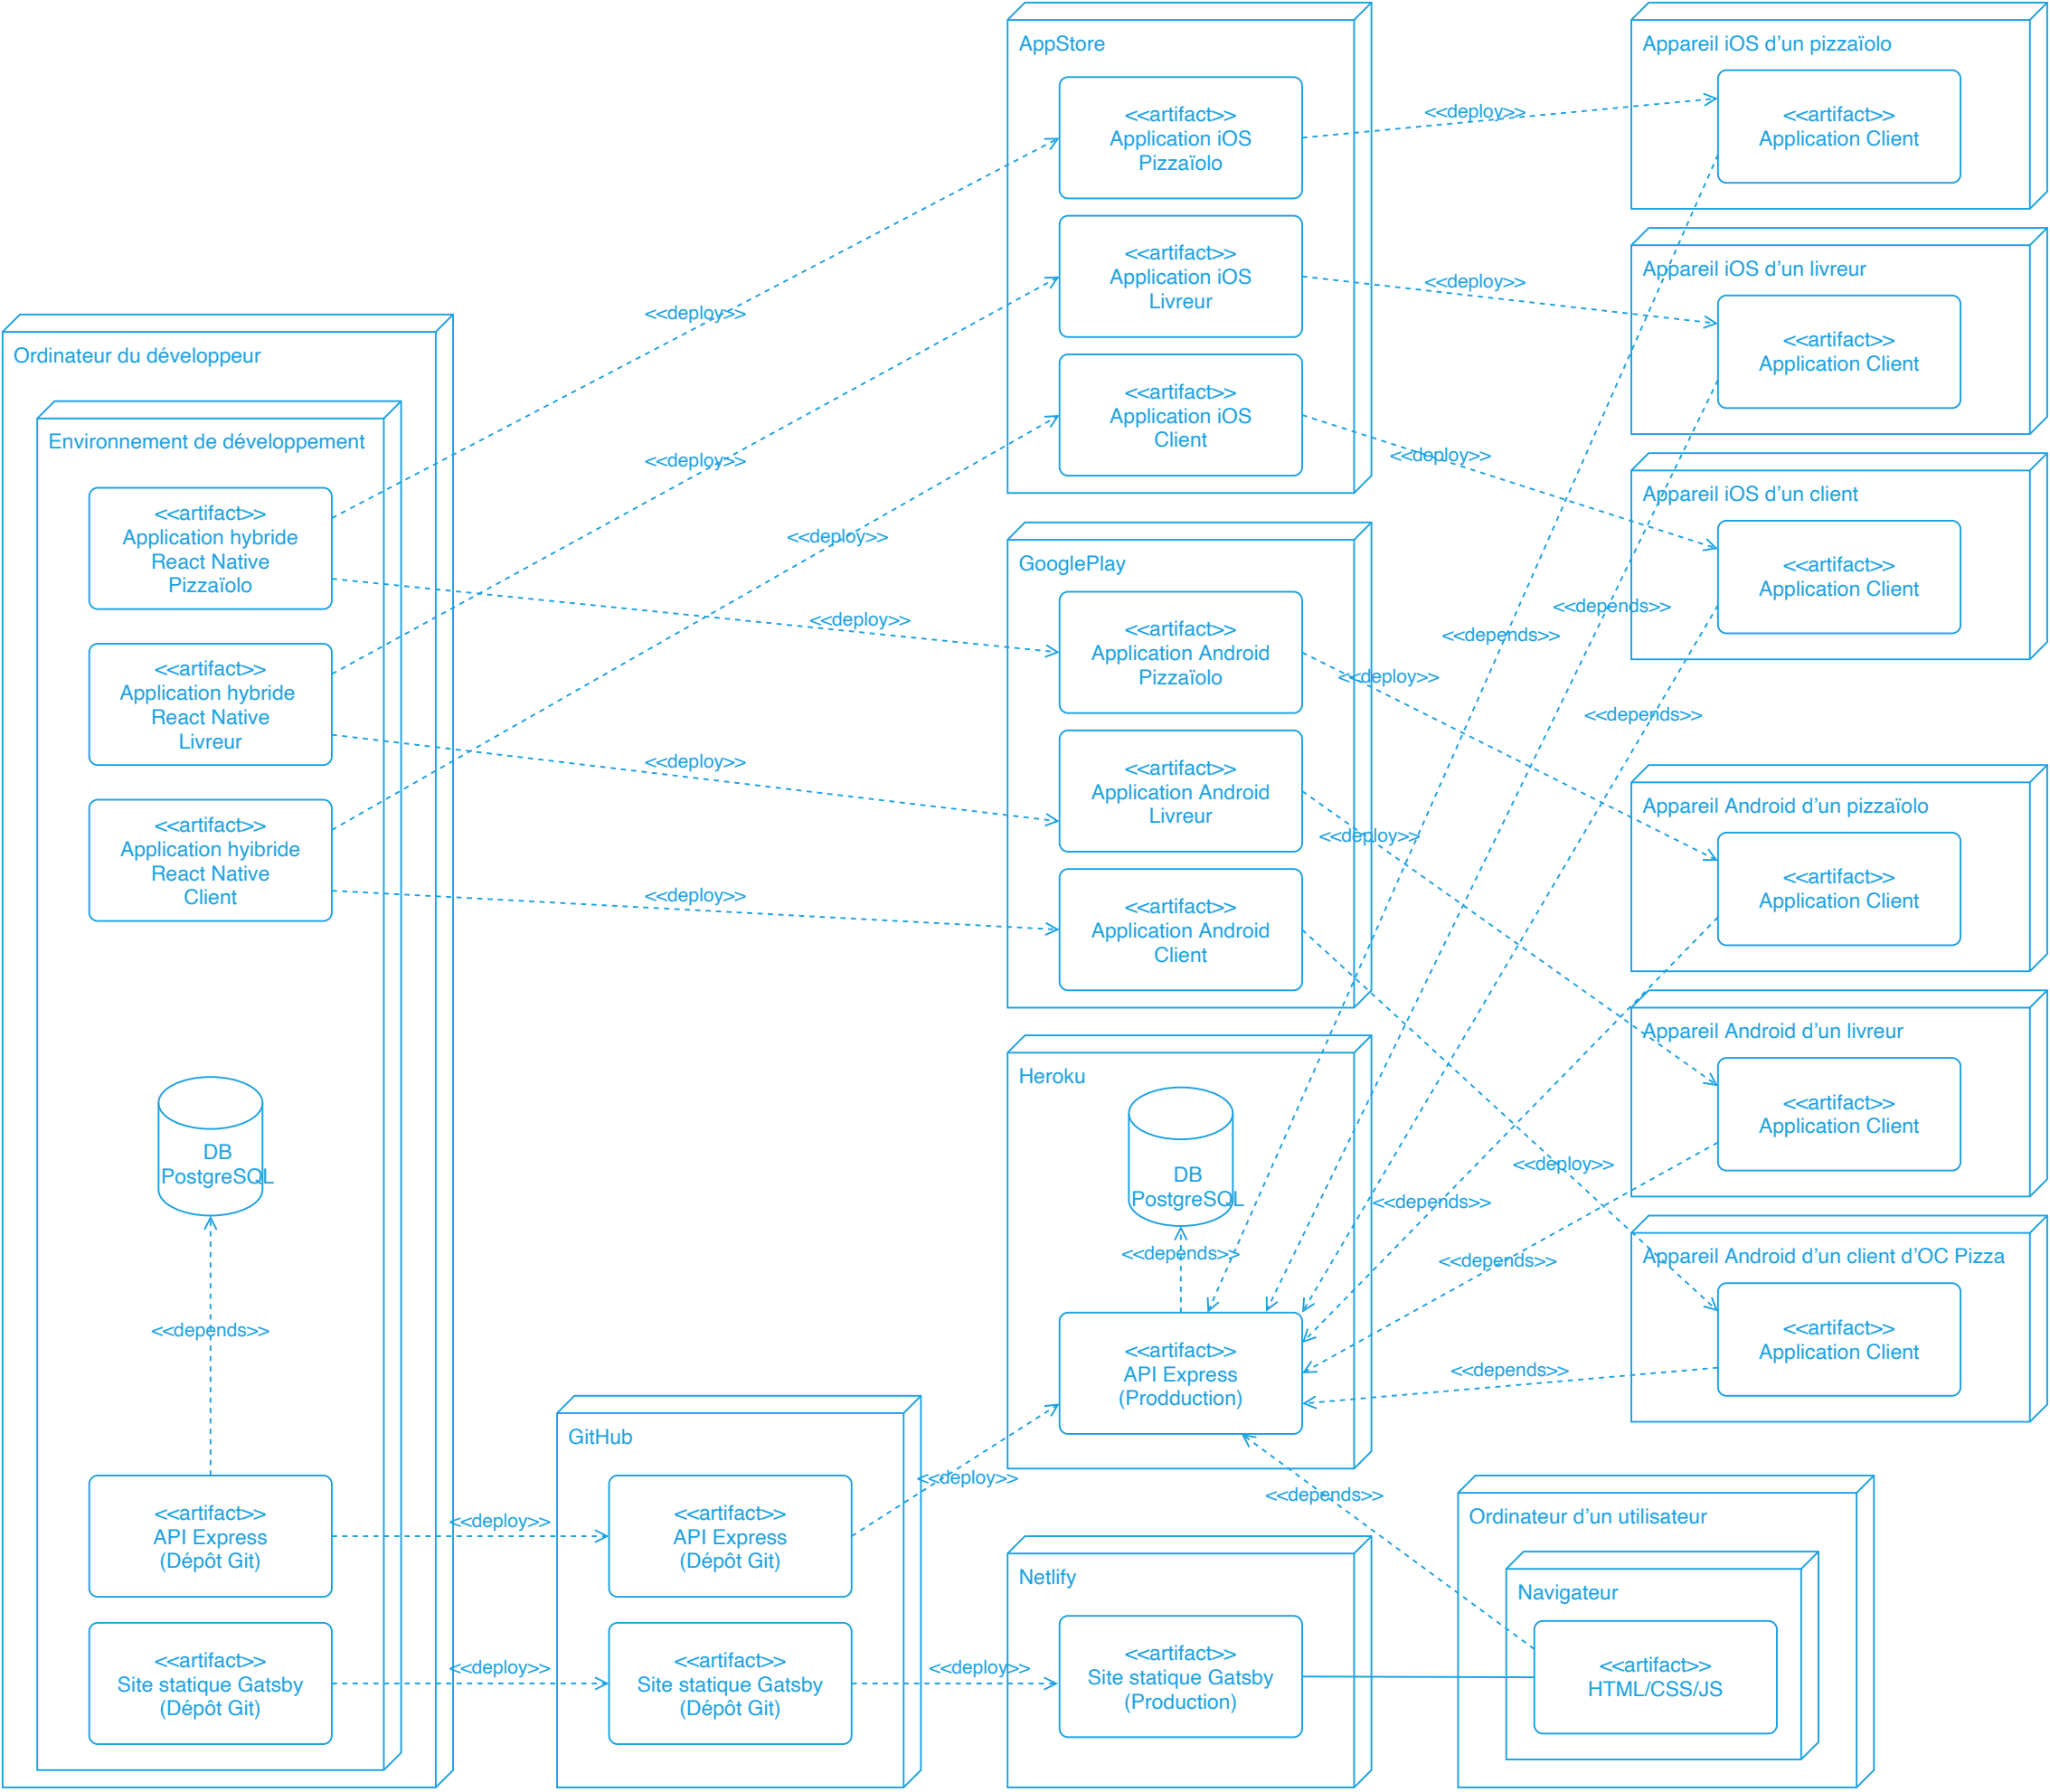 AppStore
<<artifact>>
Application iOS
Pizzaïolo
<<artifact>>
Application iOS
Livreur
<<artifact>>
Application iOS
Client
Appareil iOS d'un pizzaïolo
<<artifact>>
Application Client
Appareil iOS d'un livreur
<<artifact>>
Application Client
Appareil iOS d'un client
<<artifact>>
Application Client
<<deploy>>
<<deploy>>
<<deploy>>
<<deploy>>
<<deploy>>
<<deploy>>
Ordinateur du développeur
Environnement de développement
<<artifact>>
Application hybride
React Native
Pizzaïolo
<<artifact>>
Application hybride
React Native
Livreur
<<artifact>>
Application hyibride
React Native
Client
<<deploy>>
<<deploy>>
<<deploy>>
GooglePlay
<<artifact>>
Application Android
Pizzaïolo
<<artifact>>
Application Android
Livreur
<<artifact>>
Application Android
Client
<<depends>>
<<depends>>
<<deploy>>
<<depends>>
<<deploy>>
Appareil Android d'un pizzaïolo
<<artifact>>
Application Client
Appareil Android d'un livreur
<<artifact>>
Application Client
Appareil Android d'un client d'OC Pizza
<<artifact>>
Application Client
<<deploy>>
<<depends>>
<<depends>>
<<depends>>
DB
PostgreSQL
<<depends>>
<<artifact>>
API Express
(Dépôt Git)
<<artifact>>
Site statique Gatsby
(Dépôt Git)
<<deploy>>
<<deploy>>
GitHub
<<artifact>>
API Express
(Dépôt Git)
<<artifact>>
Site statique Gatsby
(Dépôt Git)
<<deploy>>
<<deploy>>
Heroku
DB
PostgreSQL
<<depends>>
<<artifact>>
API Express
(Prodduction)
<<depends>>
Netlify
<<artifact>>
Site statique Gatsby
(Production)
Ordinateur d'un utilisateur
Navigateur
<<artifact>>
HTML/CSS/JS